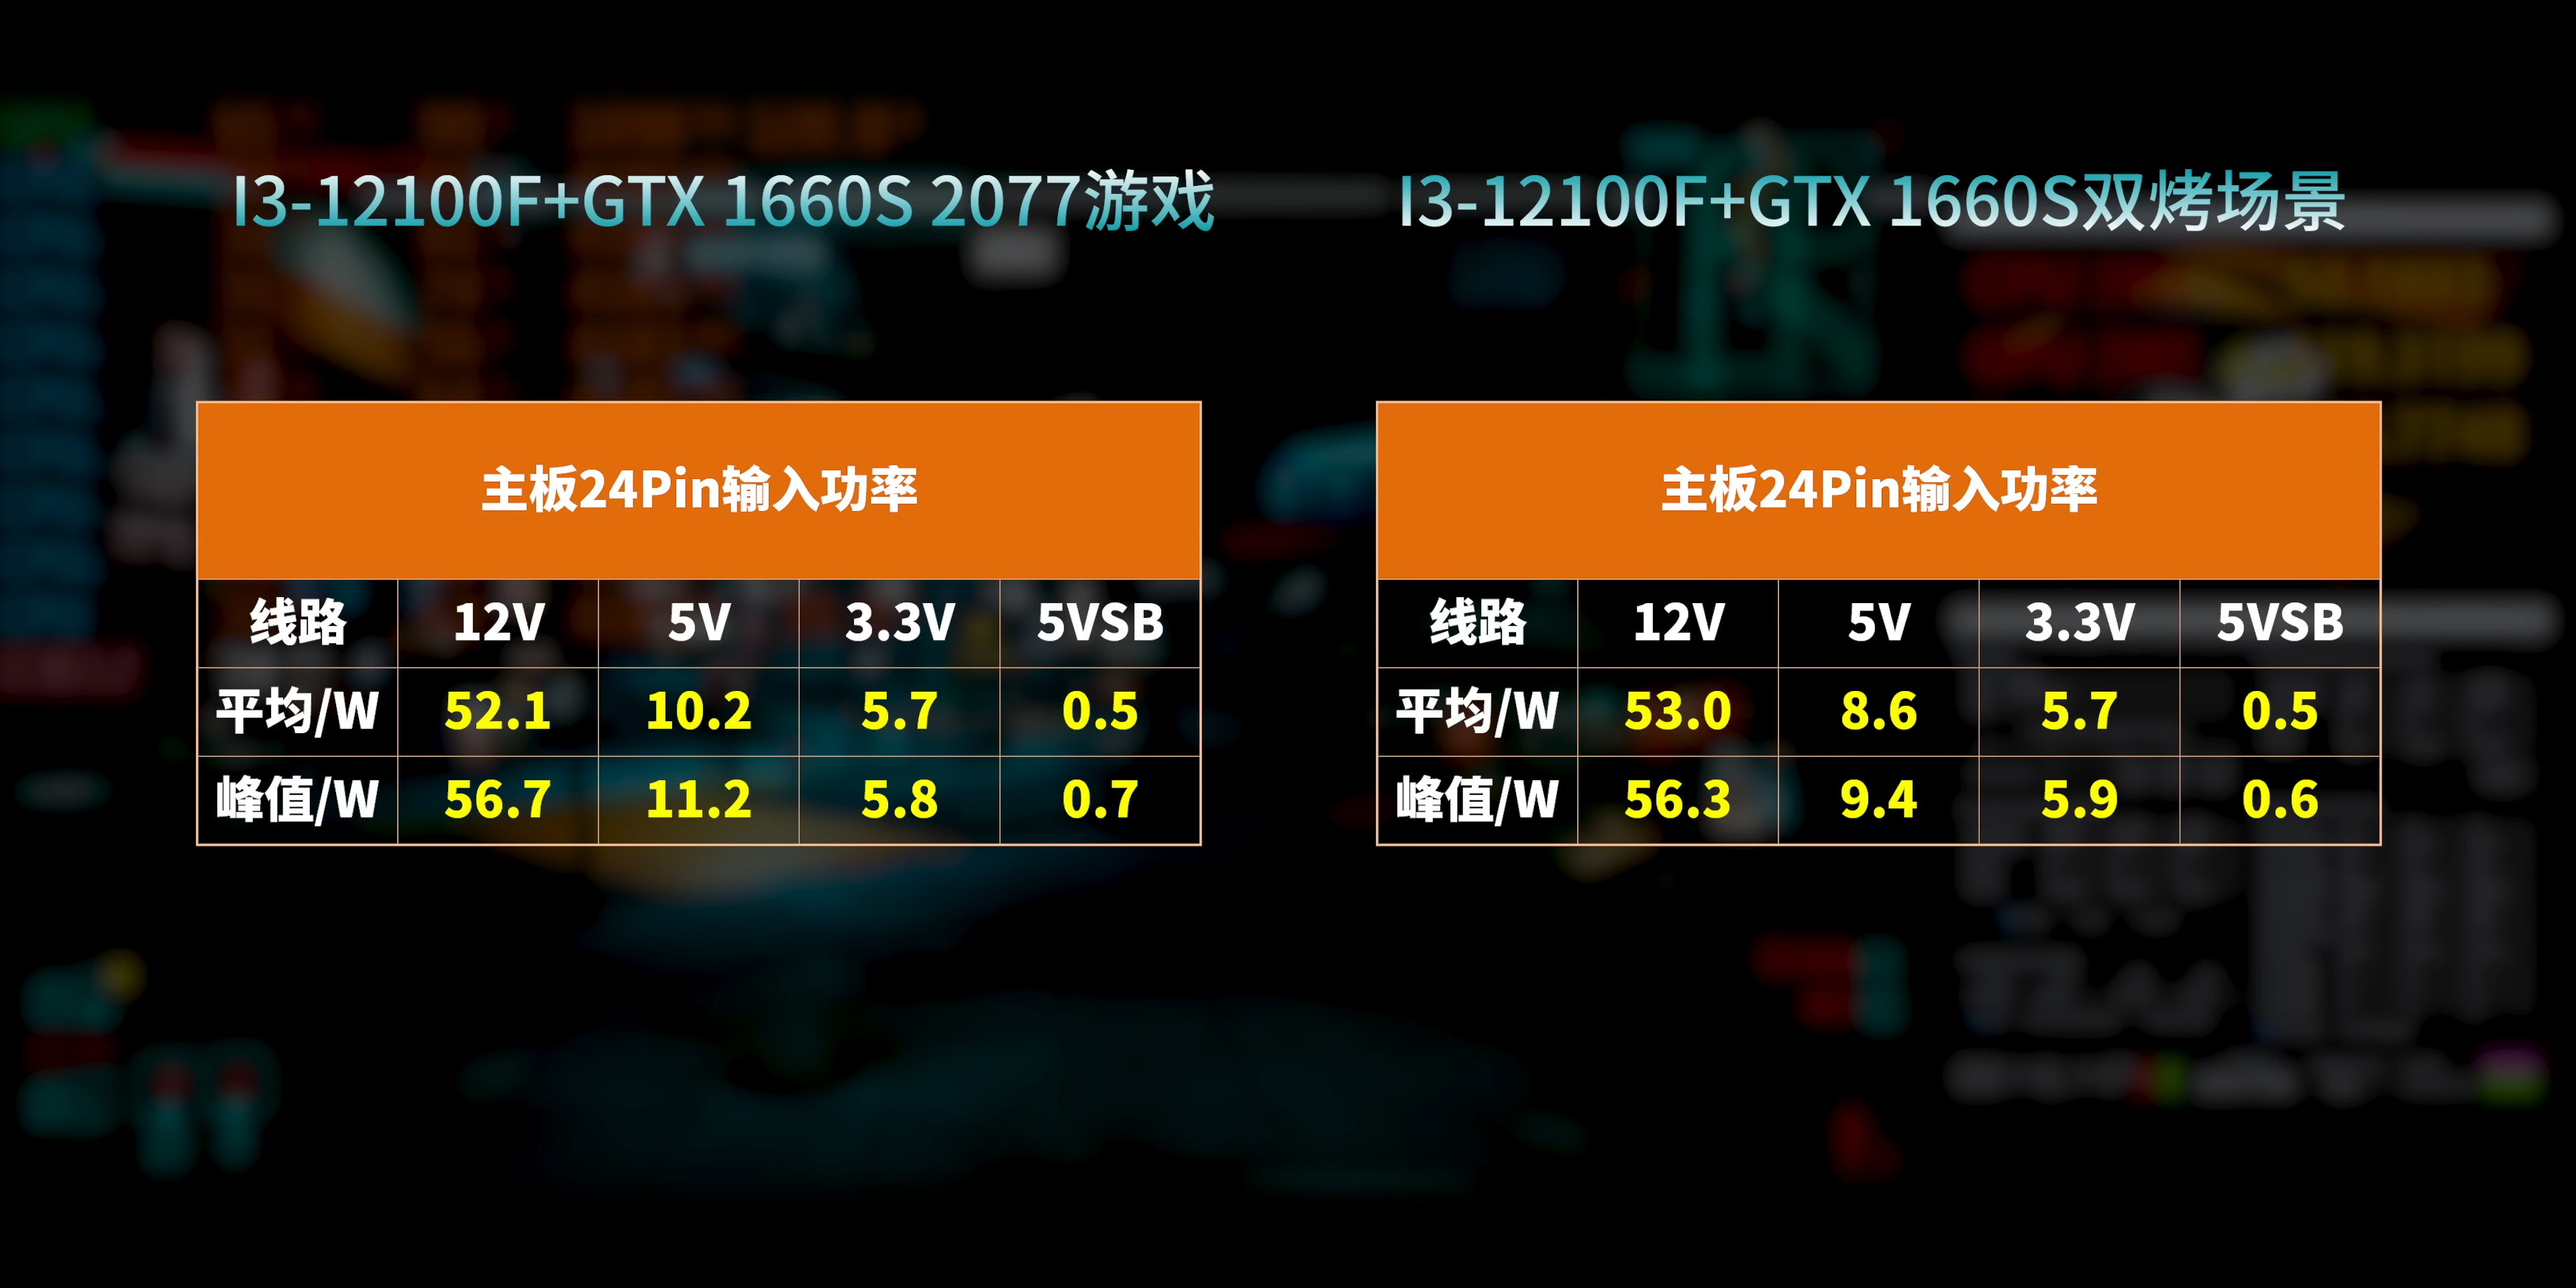 I3-12100F+GTX 1660S 2077游戏
主板24Pin输入功率
线路 12V 5V 3.3V 5VSB
平均/W 52.1 10.2 5.7 0.5
峰值/W 56.7 11.2 5.8 0.7
I3-12100F+GTX 1660S双烤场景
主板24Pin输入功率
线路 12V 5V 3.3V 5VSB
平均/W 53.0 8.6 5.7 0.5
峰值/W 56.3 9.4 5.9 0.6